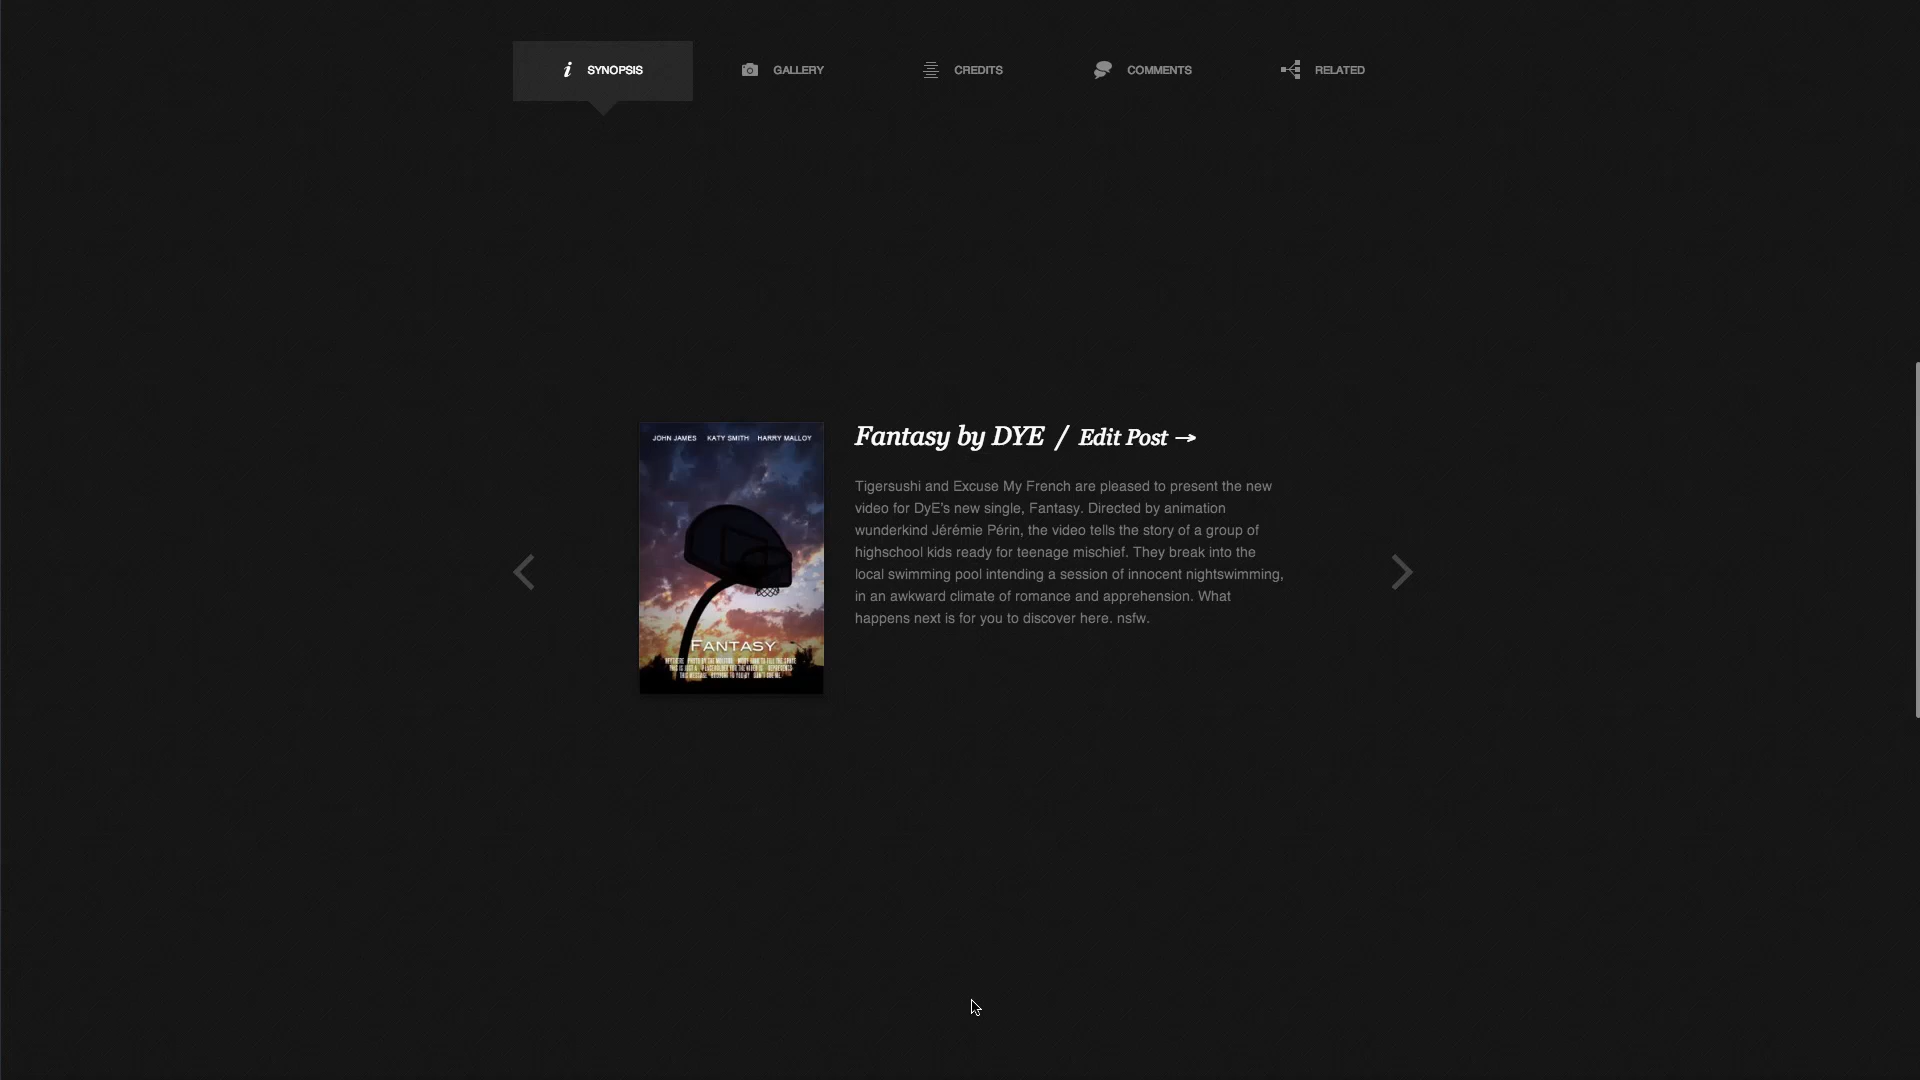 SYNOPSIS
GALLERY
CREDITS
COMMENTS
RELATED
JOHN JAMES KATY SMITH HARRY MALLOY
FANTASY
Fantasy by DYE / Edit Post →
Tigersushi and Excuse My French are pleased to present the new
video for DyE's new single, Fantasy. Directed by animation
wunderkind Jérémie Périn, the video tells the story of a group of
highschool kids ready for teenage mischief. They break into the
local swimming pool intending a session of innocent nightswimming,
in an awkward climate of romance and apprehension. What
happens next is for you to discover here. nsfw.